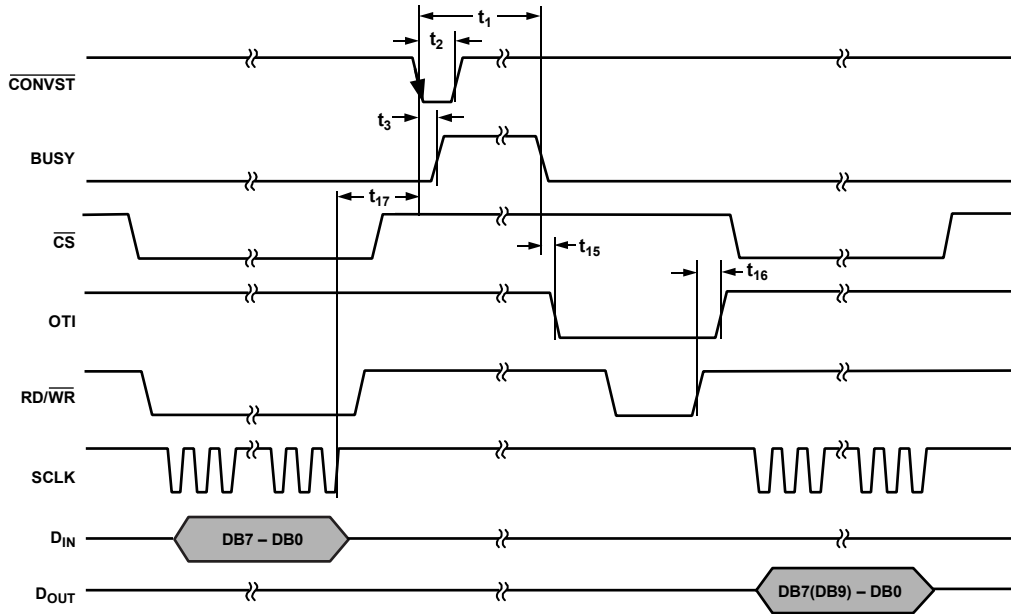 t1
t2
CONVST
t3
BUSY
t17
CS
t15
t16
OTI
RD/WR
SCLK
DIN
DB7 – DB0
DOUT
DB7(DB9) – DB0